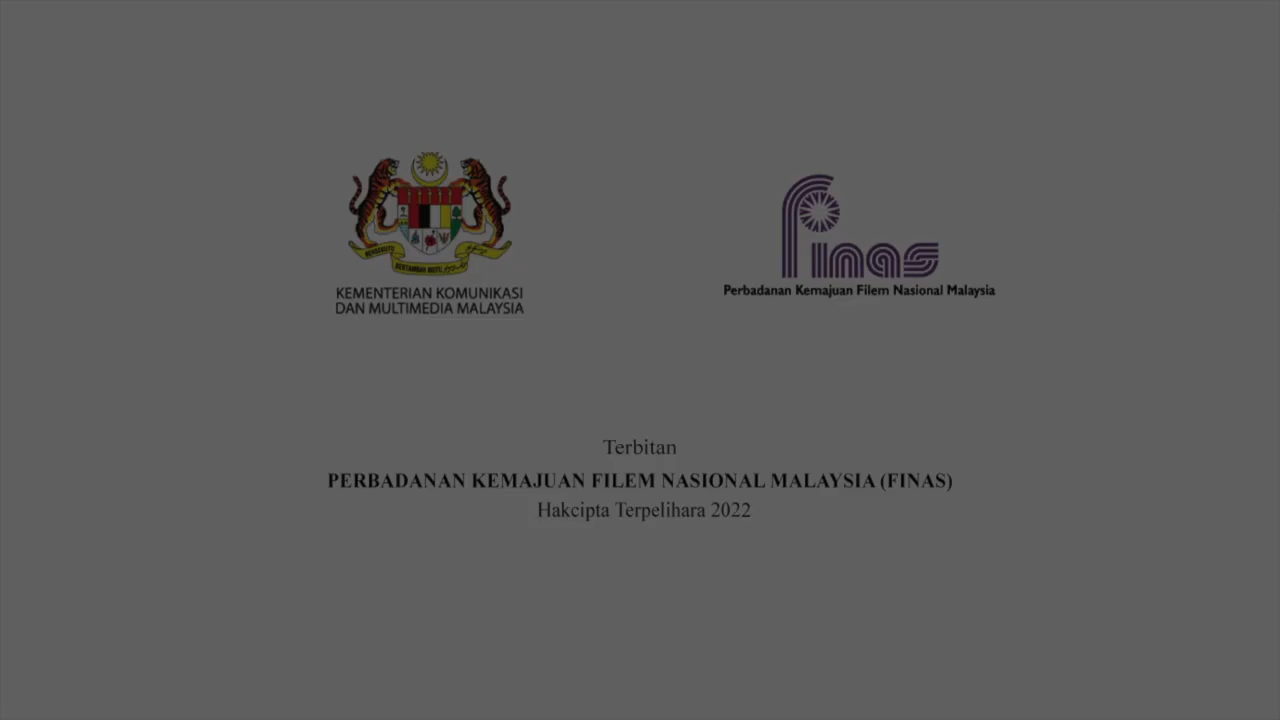 KEMENTERIAN KOMUNIKASI
DAN MULTIMEDIA MALAYSIA
Finas
Perbadanan Kemajuan Filem Nasional Malaysia
Terbitan
PERBADANAN KEMAJUAN FILEM NASIONAL MALAYSIA (FINAS)
Hakcipta Terpelihara 2022